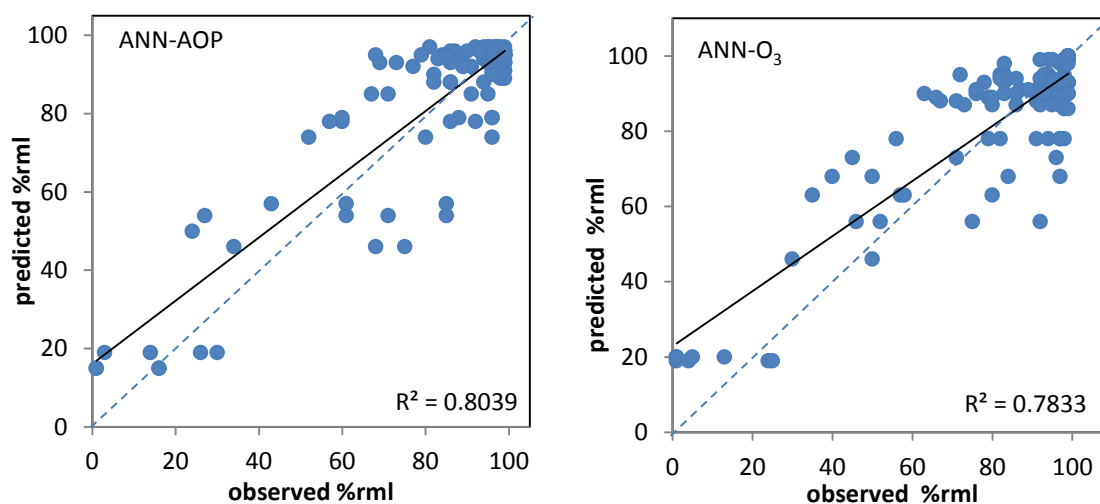 ANN-AOP
predicted %rml
100
80
60
40
20
0
R² = 0.8039
0 20 40 60 80 100
observed %rml
ANN-O₃
predicted %rml
100
80
60
40
20
0
R² = 0.7833
0 20 40 60 80 100
observed %rml